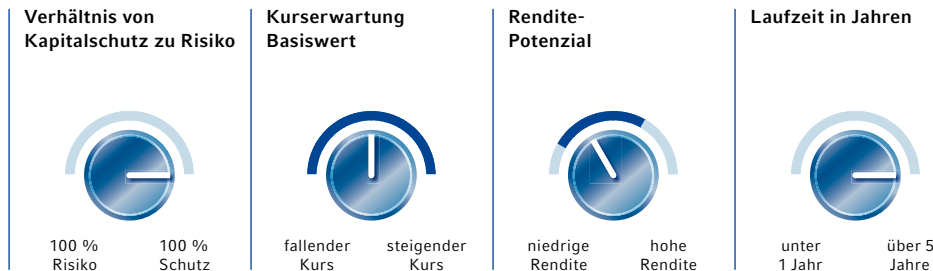 Verhältnis von
Kapitalschutz zu Risiko
100 %
Risiko
100 %
Schutz
Kurserwartung
Basiswert
fallender
Kurs
steigender
Kurs
Rendite-
Potenzial
niedrige
Rendite
hohe
Rendite
Laufzeit in Jahren
unter
1 Jahr
über 5
Jahre